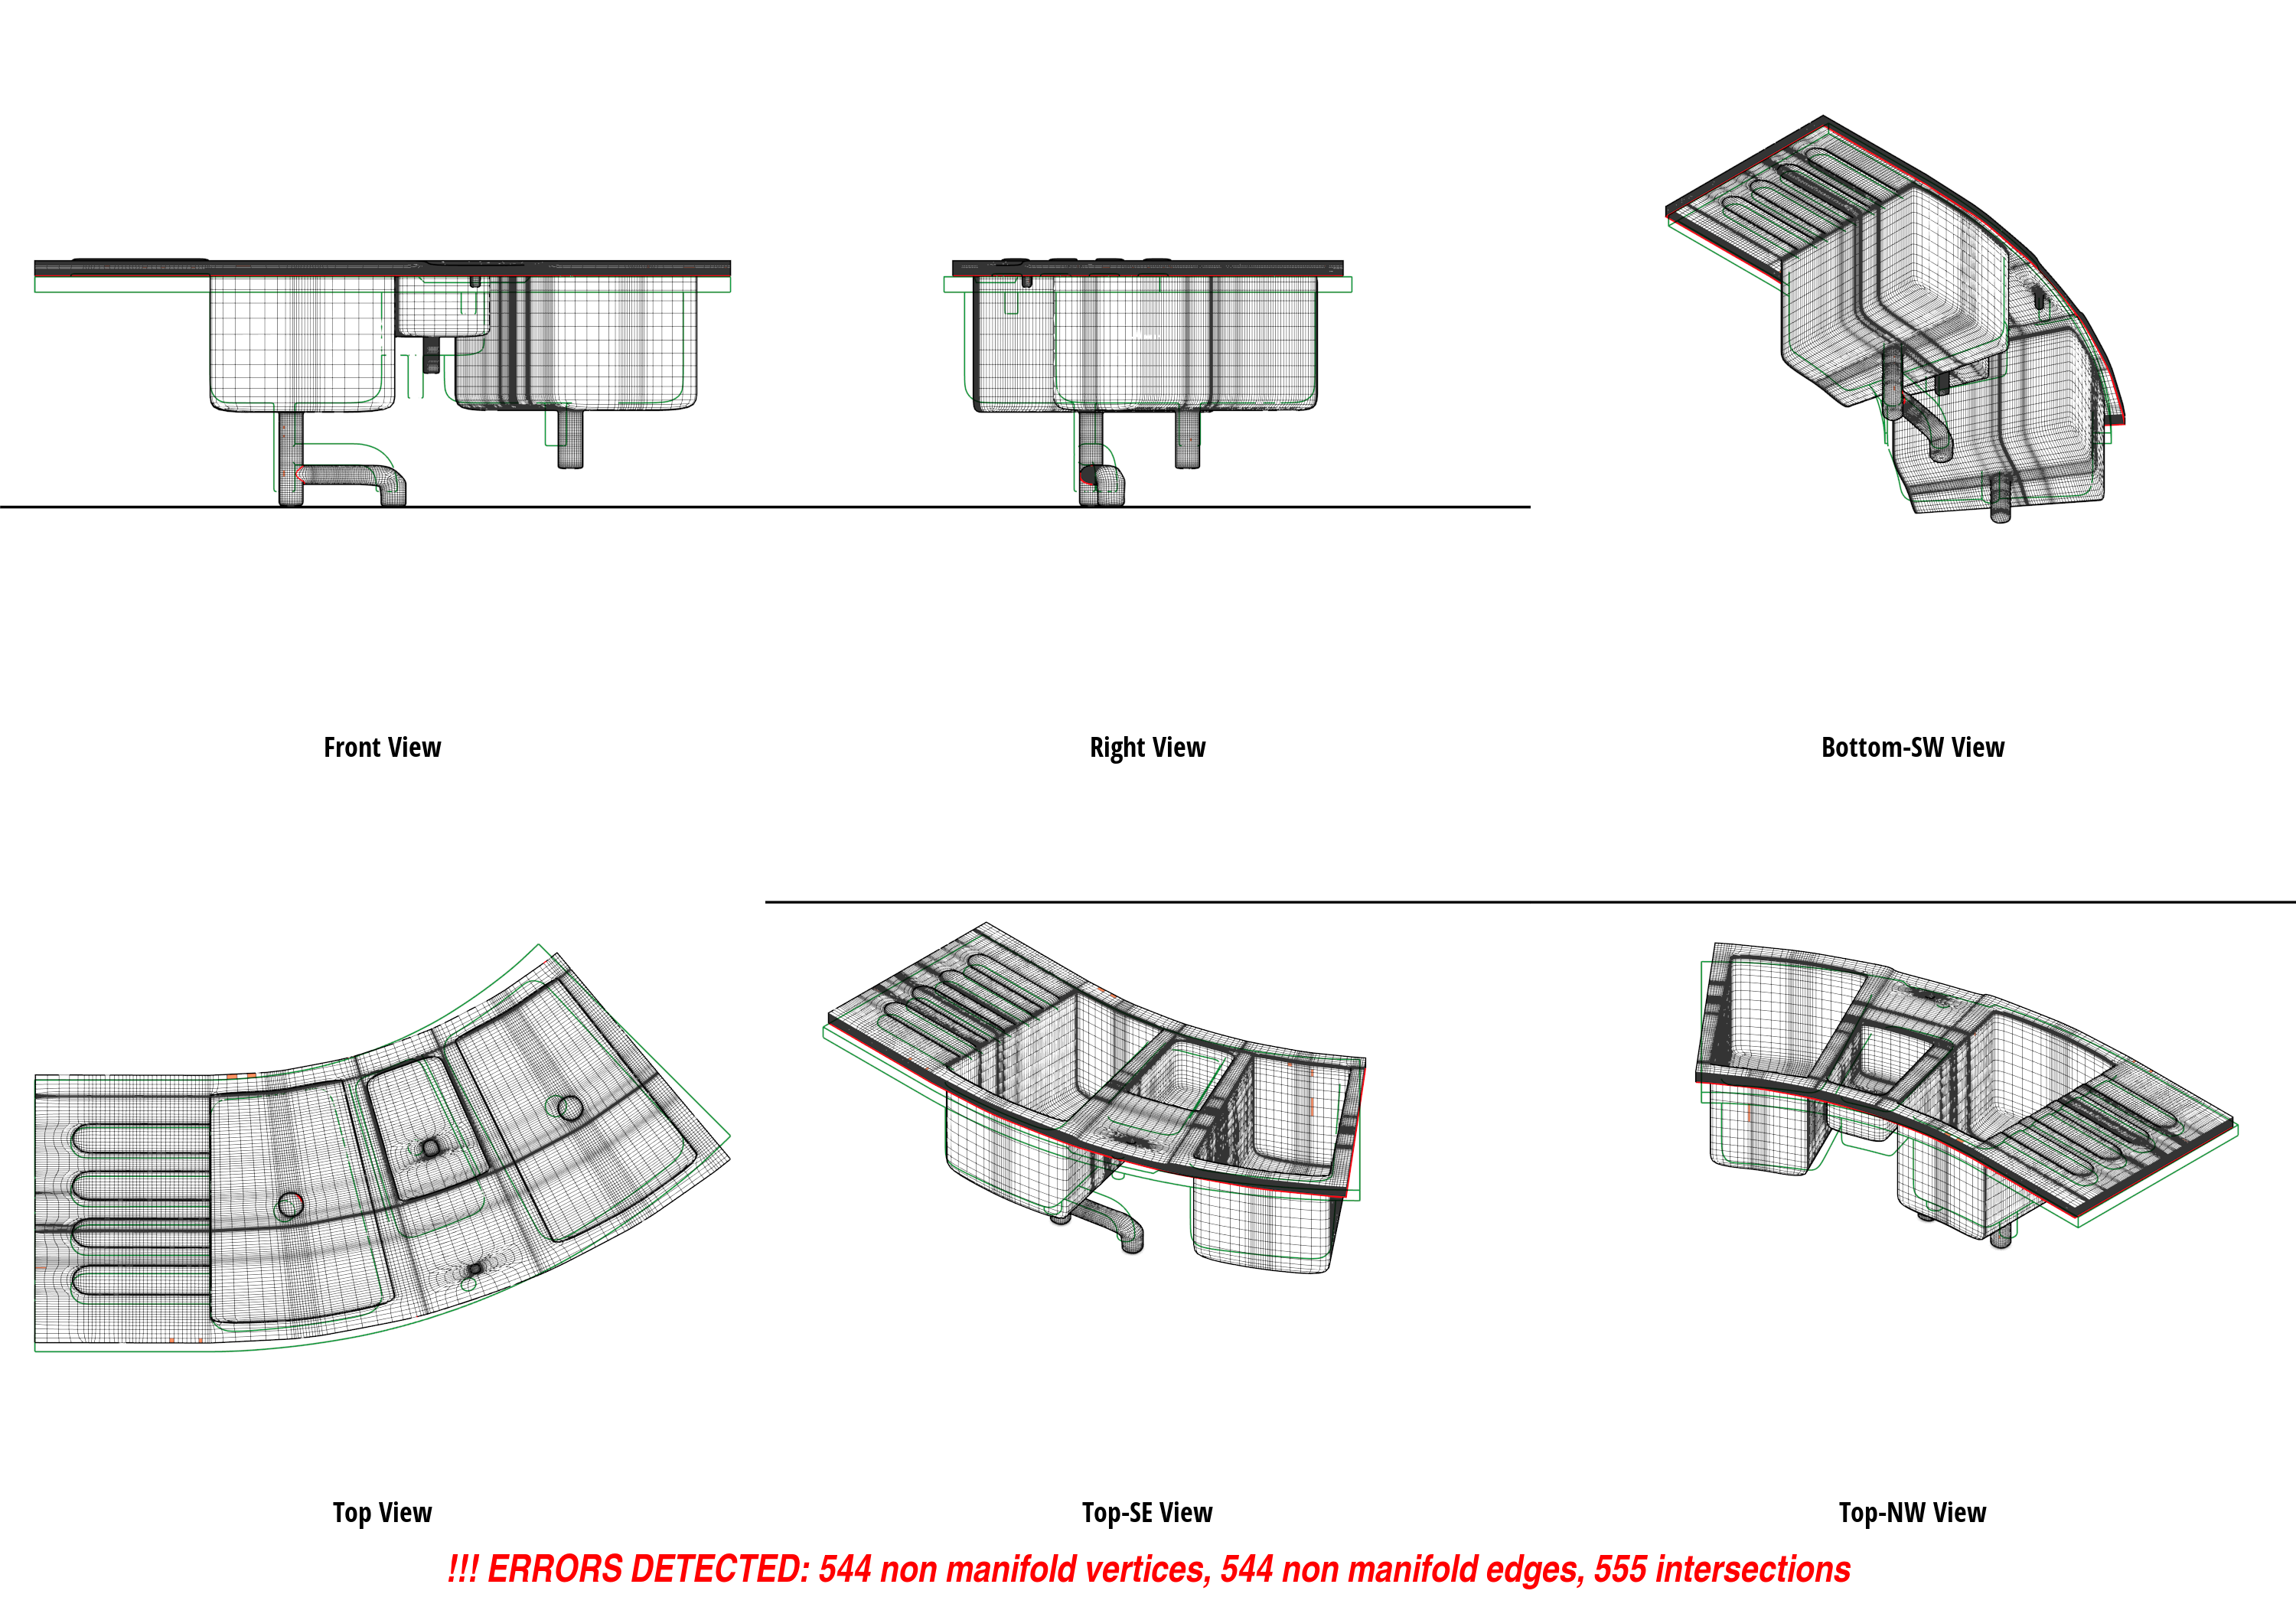 Front View
Right View
Bottom-SW View
Top View
Top-SE View
Top-NW View
!!! ERRORS DETECTED: 544 non manifold vertices, 544 non manifold edges, 555 intersections